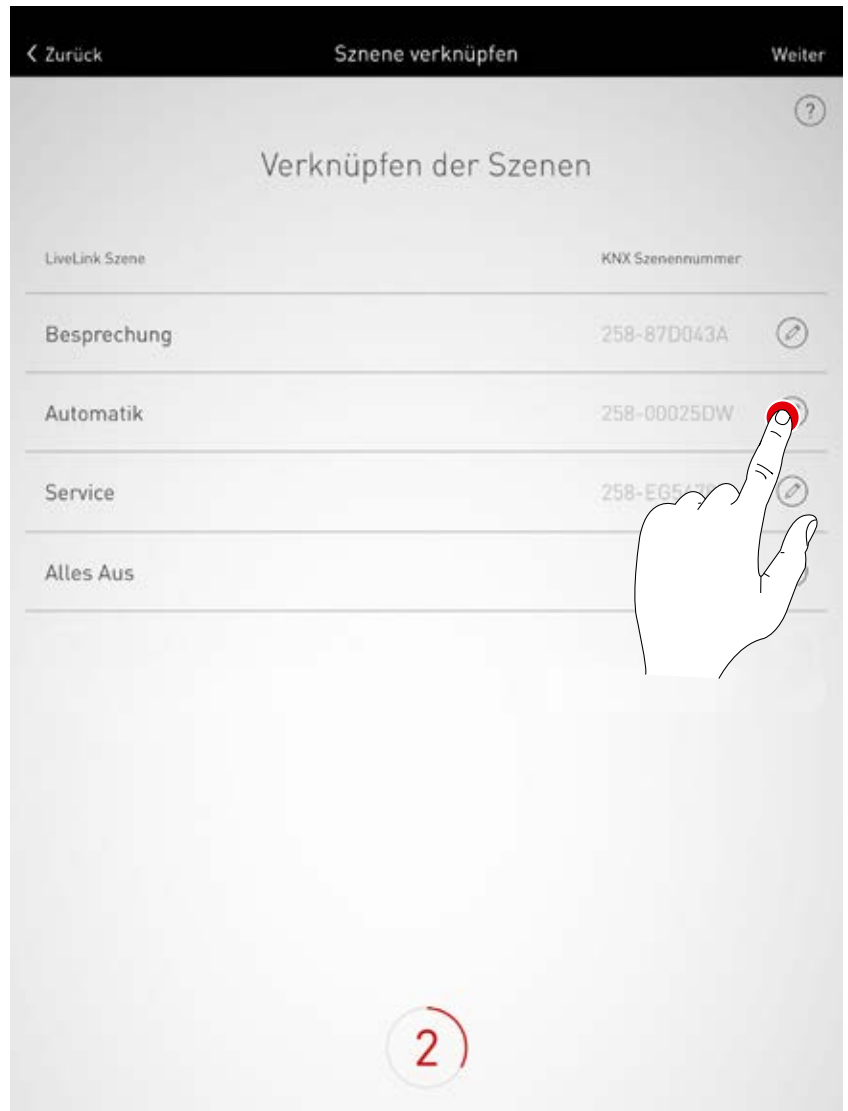 Zurück Sznene verknüpfen Weiter
?
Verknüpfen der Szenen
LiveLink Szene KNX Szenennummer
Besprechung 258-87D043A
Automatik 258-00025DW
Service
Alles Aus
2